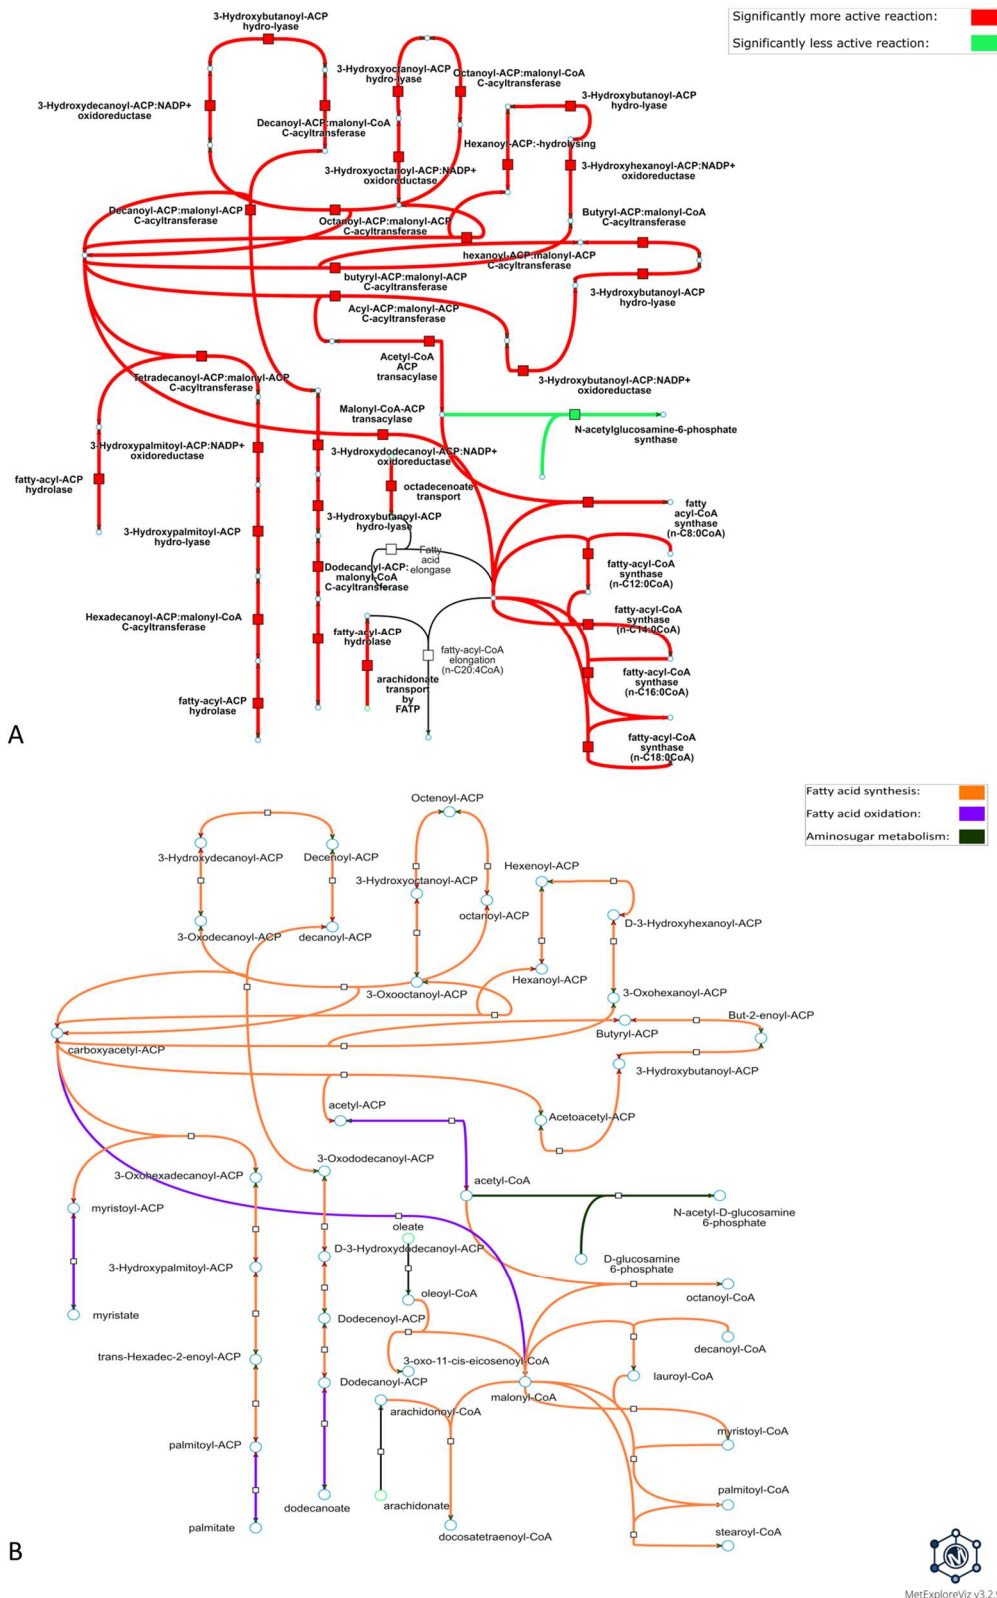 3-Hydroxybutanoyl-ACP
hydro-lyase
Significantly more active reaction:
Significantly less active reaction:
3-Hydroxyoctanoyl-ACP
hydro-lyase
Octanoyl-ACP:malonyl-CoA
C-acyltransferase
3-Hydroxybutanoyl-ACP
hydro-lyase
3-Hydroxydecanoyl-ACP:NADP+
oxidoreductase
Decanoyl-ACP:malonyl-CoA
C-acyltransferase
Hexanoyl-ACP:-hydrolysing
3-Hydroxyoctanoyl-ACP:NADP+
oxidoreductase
3-Hydroxyhexanoyl-ACP:NADP+
oxidoreductase
Decanoyl-ACP:malonyl-ACP
C-acyltransferase
Octanoyl-ACP:malonyl-ACP
C-acyltransferase
Butyryl-ACP:malonyl-CoA
C-acyltransferase
hexanoyl-ACP:malonyl-ACP
C-acyltransferase
butyryl-ACP:malonyl-ACP
C-acyltransferase
3-Hydroxybutanoyl-ACP
hydro-lyase
Acyl-ACP:malonyl-ACP
C-acyltransferase
Acetyl-CoA
ACP
transacylase
Tetradecanoyl-ACP:malonyl-ACP
C-acyltransferase
3-Hydroxybutanoyl-ACP:NADP+
oxidoreductase
Malonyl-CoA-ACP
transacylase
N-acetylglucosamine-6-phosphate
synthase
3-Hydroxypalmitoyl-ACP:NADP+
oxidoreductase
3-Hydroxydodecanoyl-ACP:NADP+
oxidoreductase
fatty-acyl-ACP
hydrolase
octadecenoate
transport
fatty
acyl-CoA
synthase
(n-C8:0CoA)
3-Hydroxybutanoyl-ACP
hydro-lyase
3-Hydroxypalmitoyl-ACP
hydro-lyase
Fatty
acid
elongase
Dodecanoyl-ACP:
malonyl-CoA
C-acyltransferase
fatty-acyl-CoA
synthase
(n-C12:0CoA)
Hexadecanoyl-ACP:malonyl-CoA
C-acyltransferase
fatty-acyl-CoA
synthase
(n-C14:0CoA)
fatty-acyl-ACP
hydrolase
fatty-acyl-CoA
elongation
(n-C20:4CoA)
arachidonate
transport
by
FATP
fatty-acyl-CoA
synthase
(n-C16:0CoA)
fatty-acyl-ACP
hydrolase
fatty-acyl-CoA
synthase
(n-C18:0CoA)
A
Fatty acid synthesis:
Fatty acid oxidation:
Aminosugar metabolism:
Octenoyl-ACP
3-Hydroxydecanoyl-ACP
Decenoyl-ACP
3-Hydroxyoctanoyl-ACP
Hexenoyl-ACP
octanoyl-ACP
D-3-Hydroxyhexanoyl-ACP
3-Oxodecanoyl-ACP
decanoyl-ACP
Hexanoyl-ACP
3-Oxooctanoyl-ACP
3-Oxohexanoyl-ACP
But-2-enoyl-ACP
Butyryl-ACP
carboxyacetyl-ACP
3-Hydroxybutanoyl-ACP
acetyl-ACP
Acetoacetyl-ACP
3-Oxohexadecanoyl-ACP
3-Oxododecanoyl-ACP
acetyl-CoA
myristoyl-ACP
N-acetyl-D-glucosamine
6-phosphate
oleate
D-3-Hydroxydodecanoyl-ACP
D-glucosamine
6-phosphate
3-Hydroxypalmitoyl-ACP
octanoyl-CoA
oleoyl-CoA
myristate
Dodecenoyl-ACP
decanoyl-CoA
trans-Hexadec-2-enoyl-ACP
3-oxo-11-cis-eicosenoyl-CoA
lauroyl-CoA
Dodecanoyl-ACP
malonyl-CoA
arachidonoyl-CoA
palmitoyl-ACP
myristoyl-CoA
palmitoyl-CoA
dodecanoate
arachidonate
palmitate
docosatetraenoyl-CoA
stearoyl-CoA
B
M
MetExploreViz v3.2.9